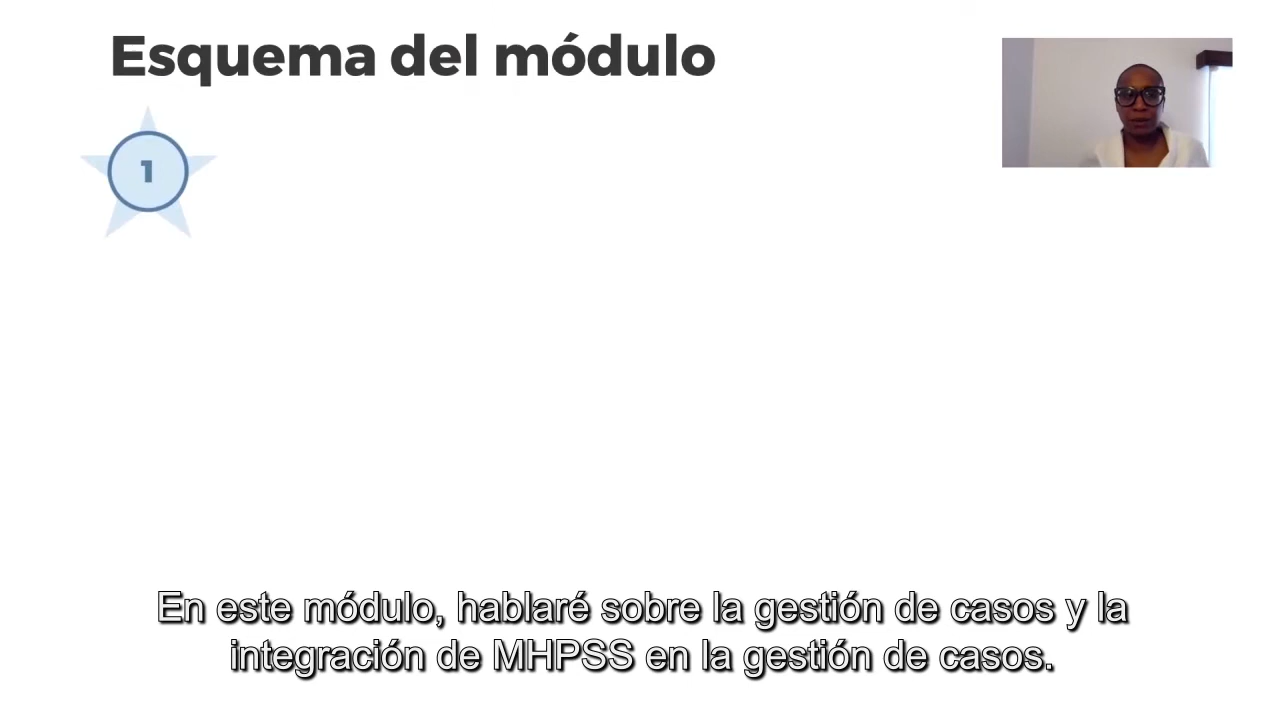 Esquema del módulo
1
En este módulo, hablaré sobre la gestión de casos y la
integración de MHPSS en la gestión de casos.